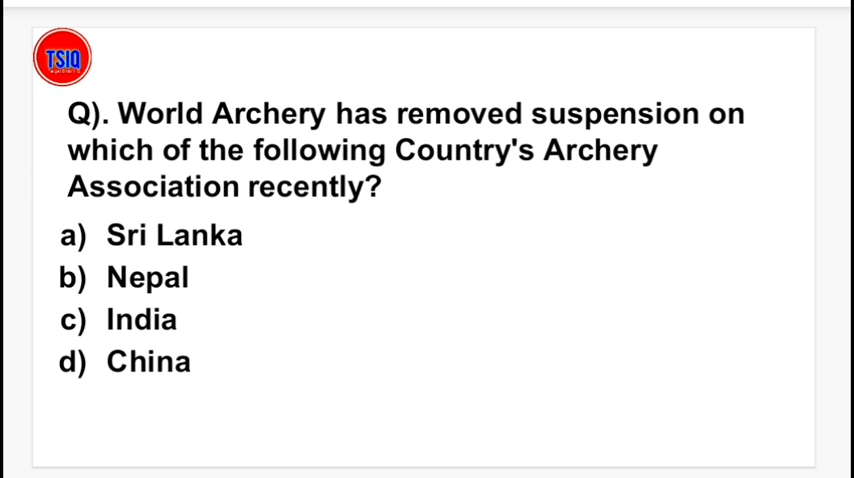 TSIQ
Q). World Archery has removed suspension on
which of the following Country's Archery
Association recently?
a) Sri Lanka
b) Nepal
c) India
d) China